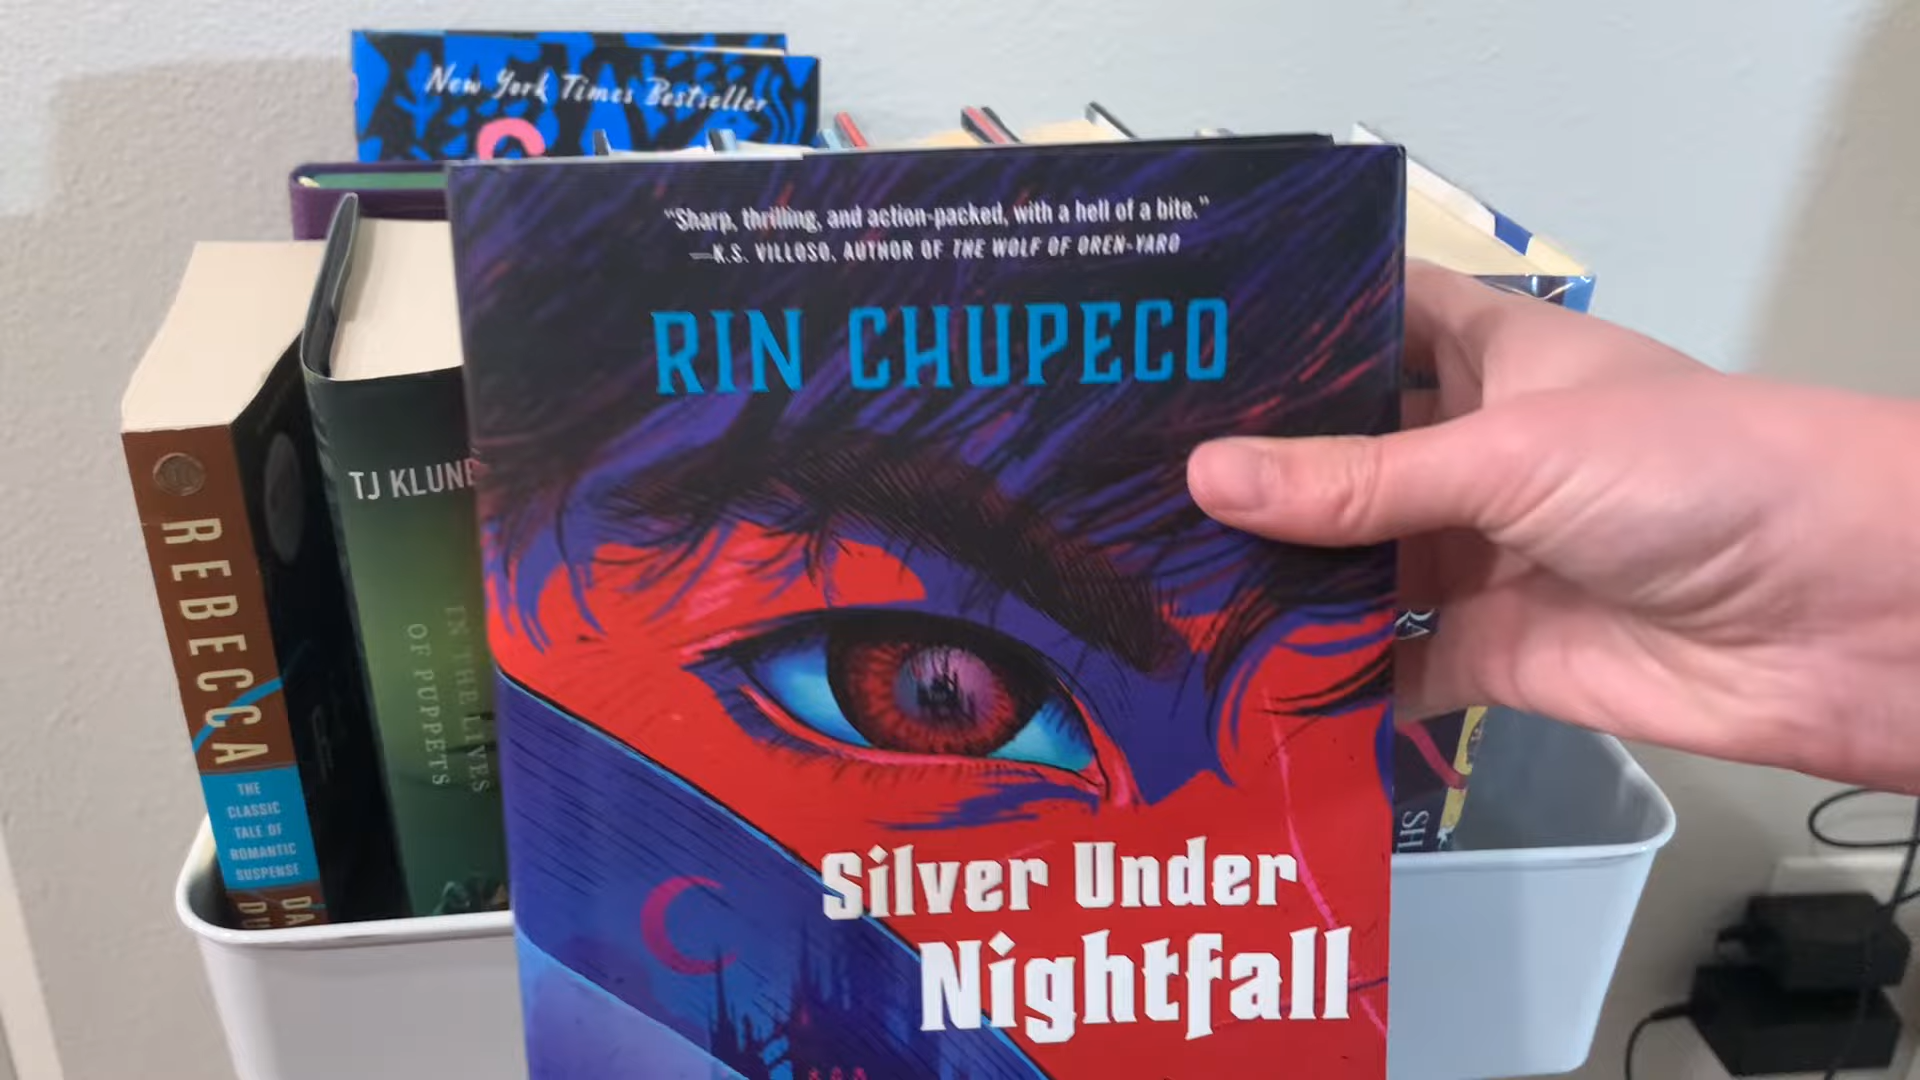 New York Times Bestseller
"Sharp, thrilling, and action-packed, with a hell of a bite."
—K.S. VILLOSO, AUTHOR OF THE WOLF OF OREN-YARO
RIN CHUPECO
Silver Under
Nightfall
REBECCA
THE
CLASSIC
TALE OF
ROMANTIC
SUSPENSE
TJ KLUNE
IN THE LIVES
OF PUPPETS
SH